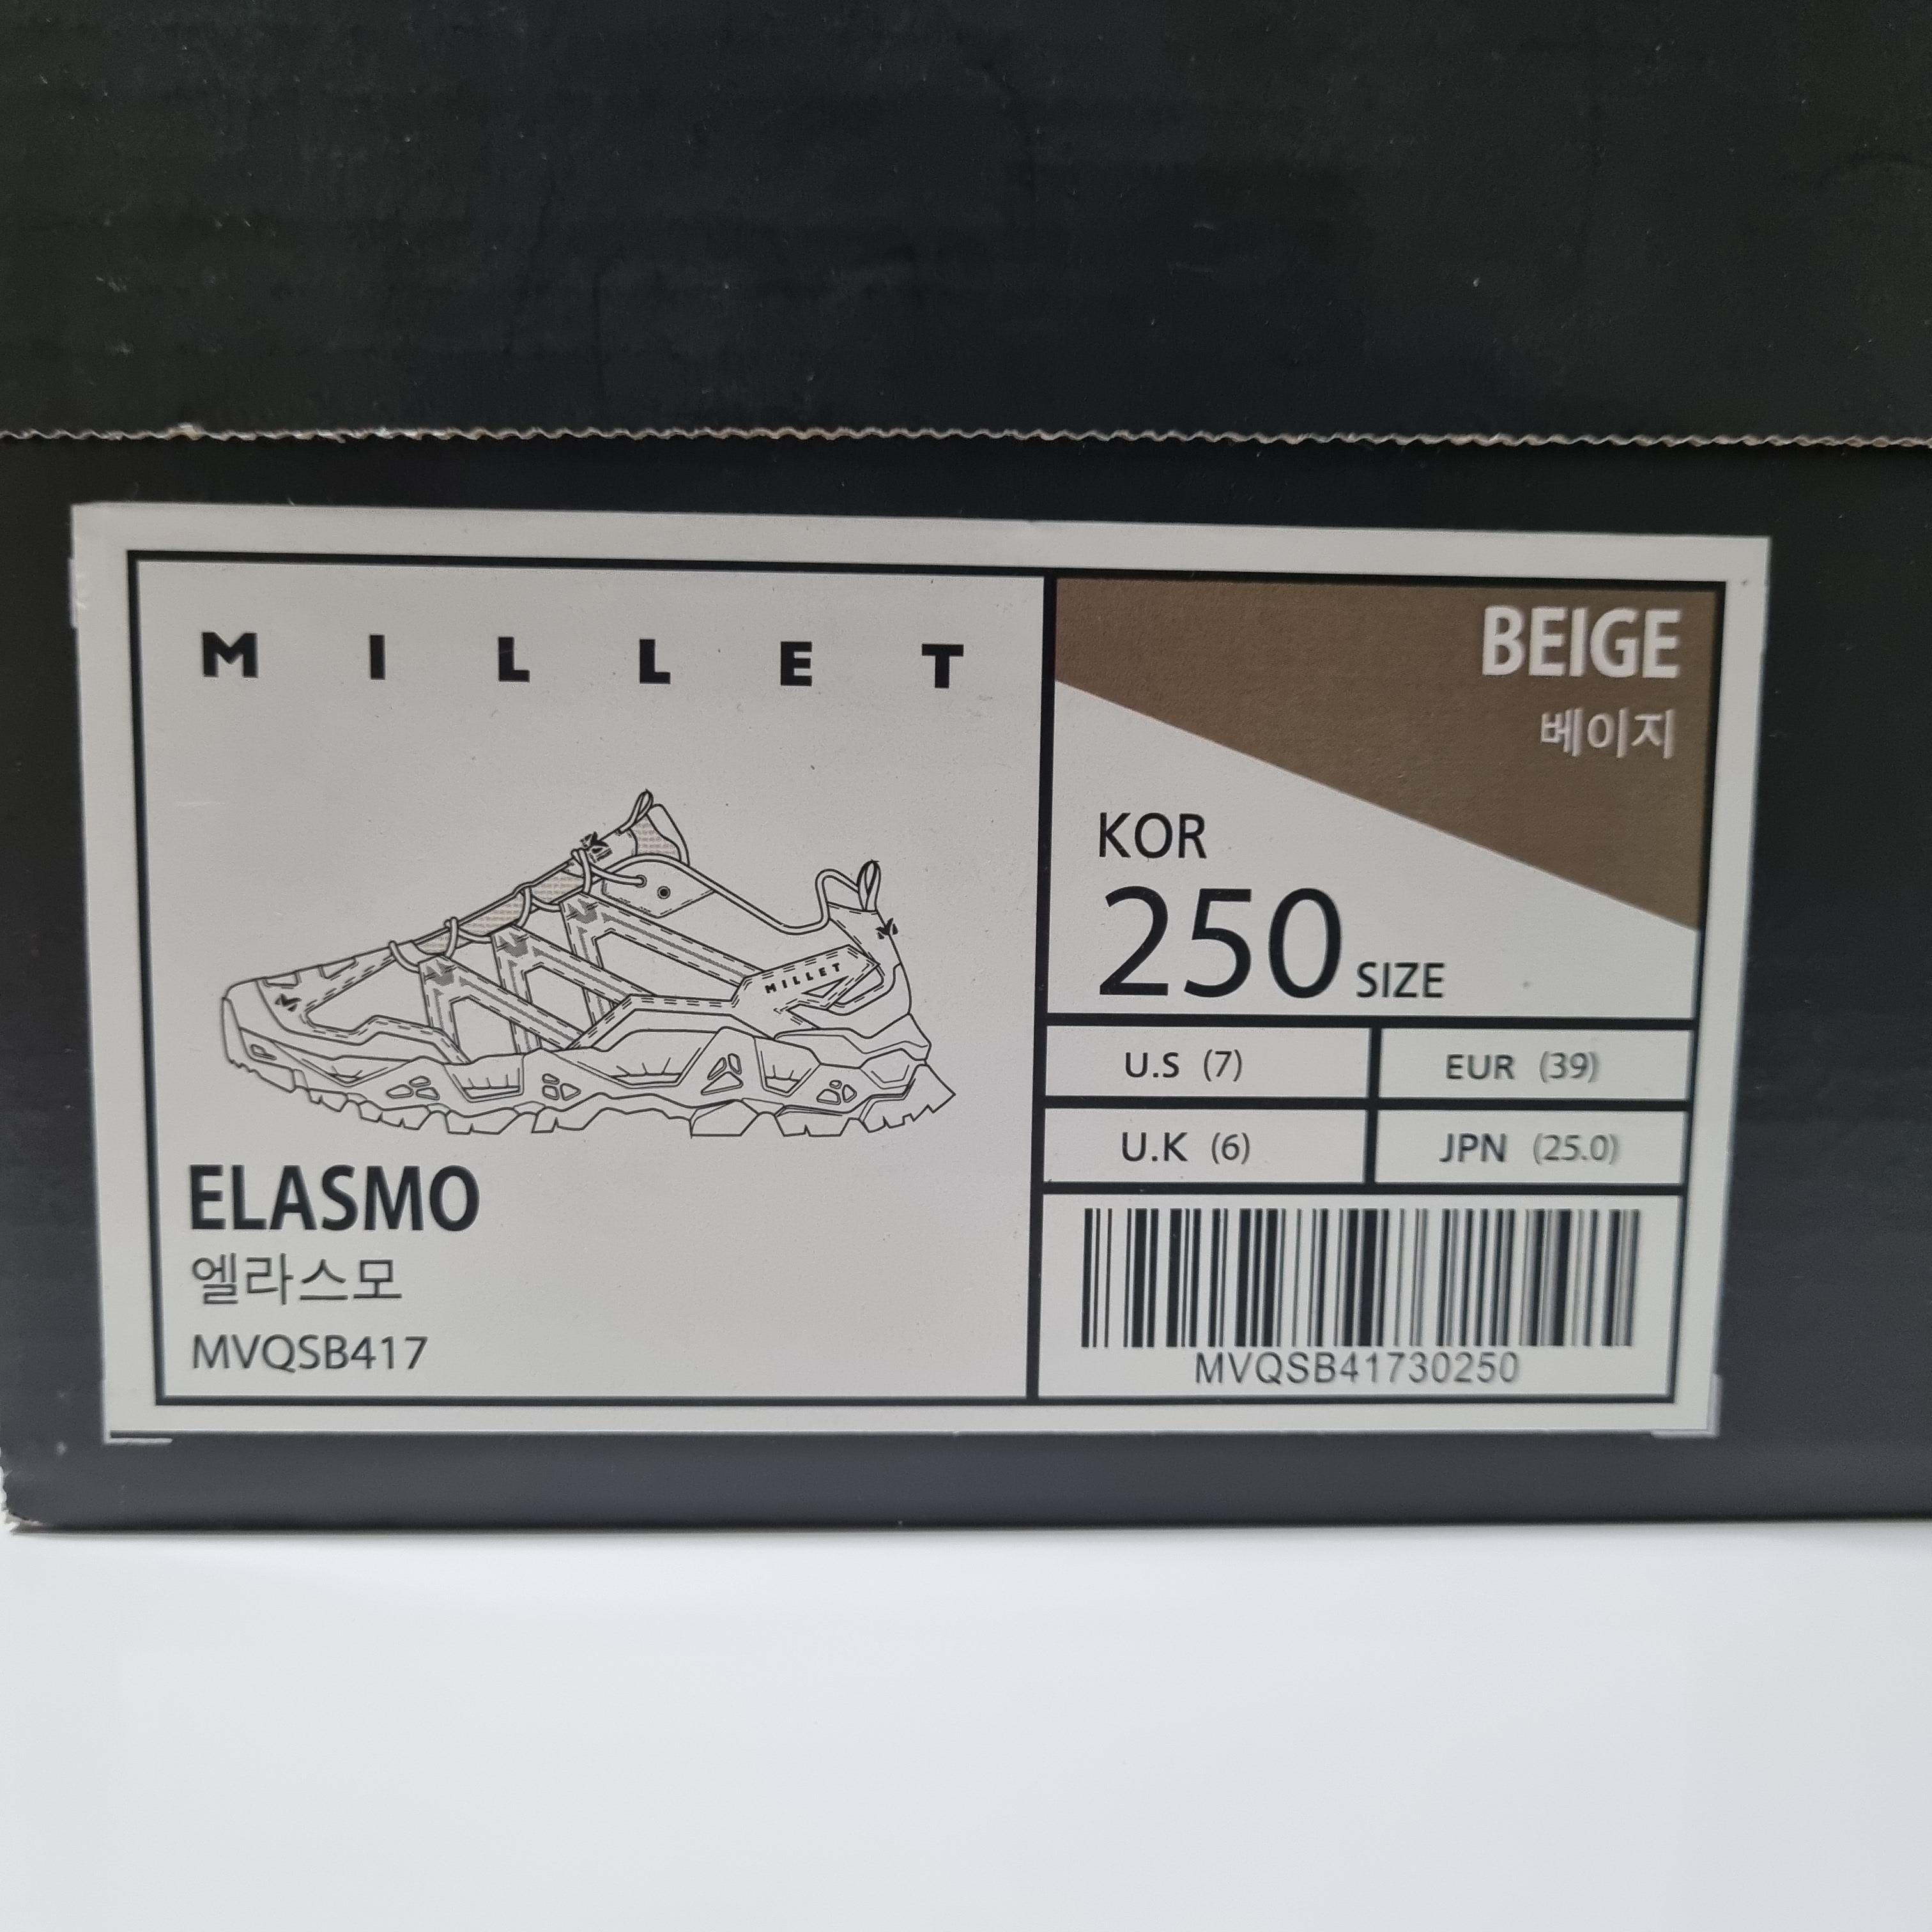 MILLET
MILLET
ELASMO
엘라스모
MVQSB417
BEIGE
베이지
KOR
250 SIZE
U.S (7)
EUR (39)
U.K (6)
JPN (25.0)
MVQSB41730250